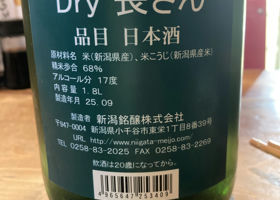 Dry 長さん
品目 日本酒
原材料名 米(新潟県産)、米こうじ(新潟県産米)
精米歩合 68%
アルコール分 17度
内容量 1.8L
製造年月 25.09
製造者 新潟銘醸株式会社
〒947-0004 新潟県小千谷市東栄1丁目8番39号
URL http://www.niigata-meijo.com/
TEL 0258-83-2025 FAX 0258-83-2269
飲酒は20歳になってから。
4965647253409